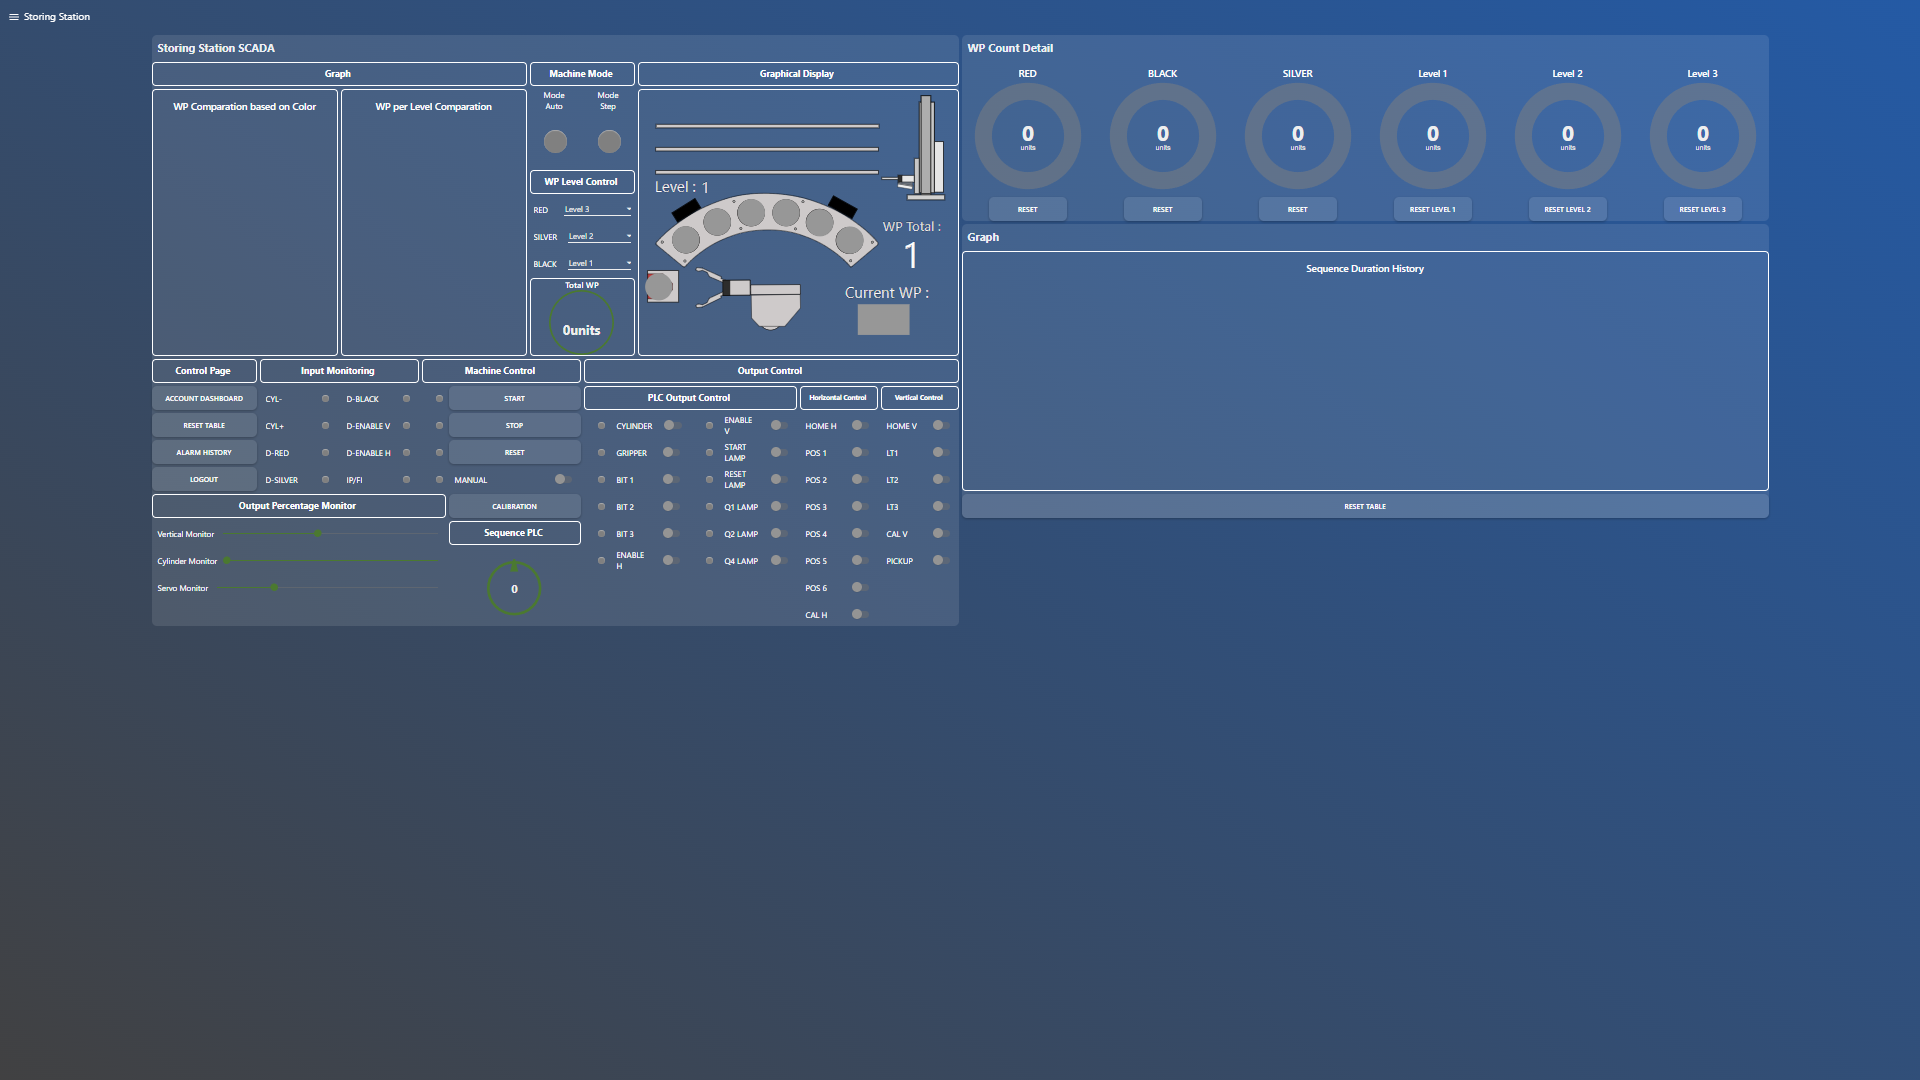 Storing Station
Storing Station SCADA
Graph
Machine Mode
Graphical Display
WP Comparation based on Color
WP per Level Comparation
Mode
Auto
Mode
Step
WP Level Control
RED
Level 3
SILVER
Level 2
BLACK
Level 1
Total WP
0units
Level : 1
WP Total :
1
Current WP :
Control Page
Input Monitoring
Machine Control
Output Control
ACCOUNT DASHBOARD
RESET TABLE
ALARM HISTORY
LOGOUT
CYL-
CYL+
D-RED
D-SILVER
D-BLACK
D-ENABLE V
D-ENABLE H
IP/FI
START
STOP
RESET
MANUAL
CALIBRATION
Output Percentage Monitor
Vertical Monitor
Cylinder Monitor
Servo Monitor
Sequence PLC
0
PLC Output Control
CYLINDER
GRIPPER
BIT 1
BIT 2
BIT 3
ENABLE
H
ENABLE
V
START
LAMP
RESET
LAMP
Q1 LAMP
Q2 LAMP
Q4 LAMP
Horizontal Control
HOME H
POS 1
POS 2
POS 3
POS 4
POS 5
POS 6
CAL H
Vertical Control
HOME V
LT1
LT2
LT3
CAL V
PICKUP
WP Count Detail
RED
0
units
RESET
BLACK
0
units
RESET
SILVER
0
units
RESET
Level 1
0
units
RESET LEVEL 1
Level 2
0
units
RESET LEVEL 2
Level 3
0
units
RESET LEVEL 3
Graph
Sequence Duration History
RESET TABLE